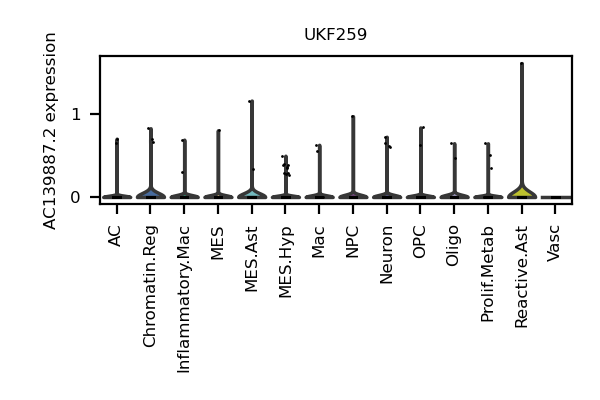 UKF259
AC139887.2 expression
1
0
AC
Chromatin.Reg
Inflammatory.Mac
MES
MES.Ast
MES.Hyp
Mac
NPC
Neuron
OPC
Oligo
Prolif.Metab
Reactive.Ast
Vasc